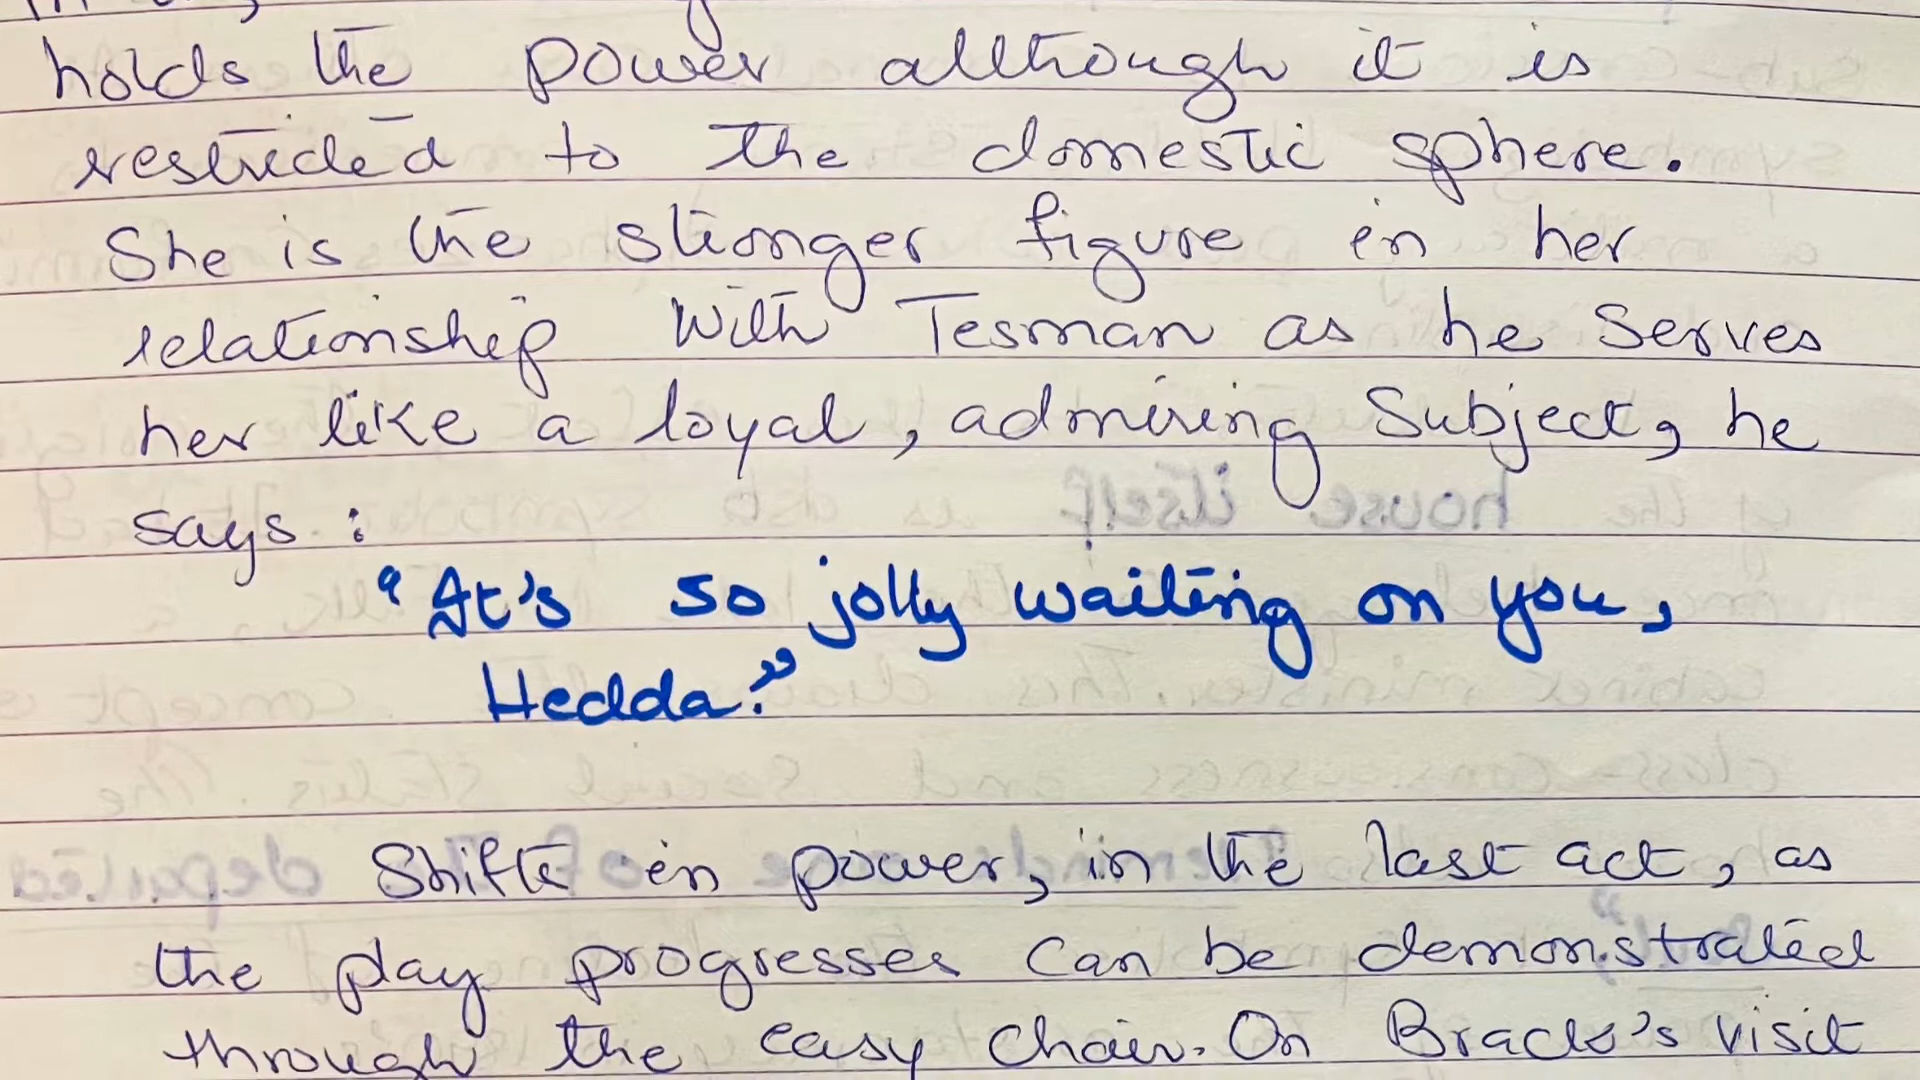 holds the power allthough it is
restricted to the domestic sphere.
She is the stronger figure in her
relationship with Tesman as he serves
her like a loyal, admiring Subject, he
says :
"It's so jolly waiting on you,
Hedda."
Shifts in power, in the last act, as
the play progresses can be demonstrated
through the easy chair. On Brack's visit